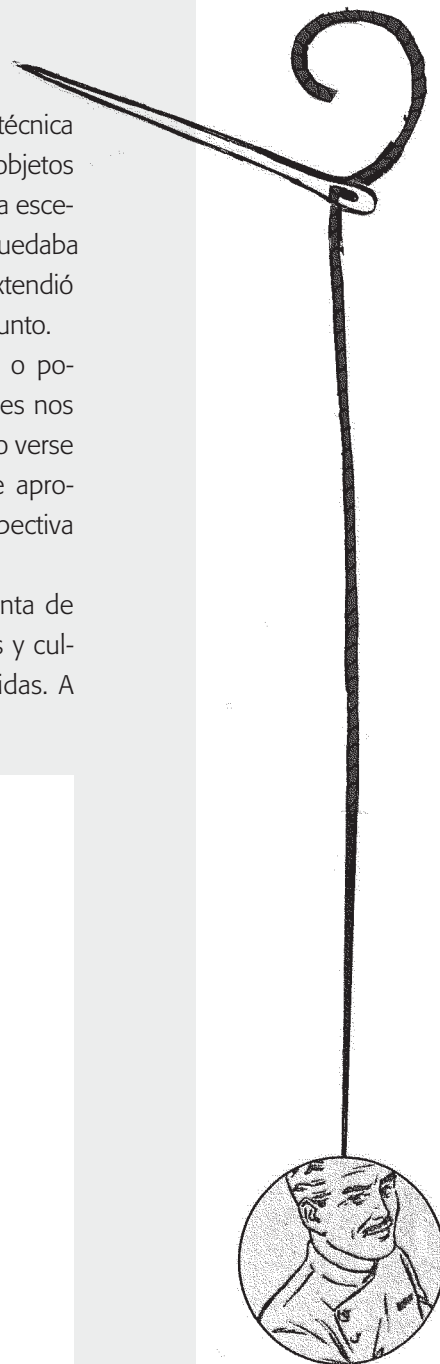 técnica
objetos
a esce-
uedaba
xtendió
unto.
o po-
es nos
o verse
e apro-
pectiva
nta de
s y cul-
idas. A